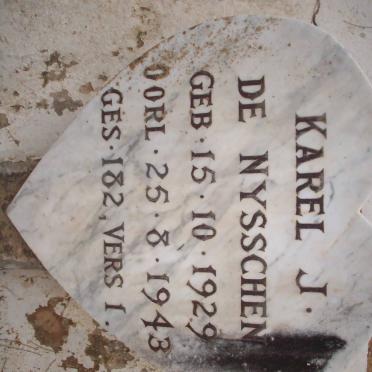 KAREL J.
DE NYSSCHEN
GEB. 15. 10. 1929
OORL. 25. 8. 1943
GES. 182, VERS 1.